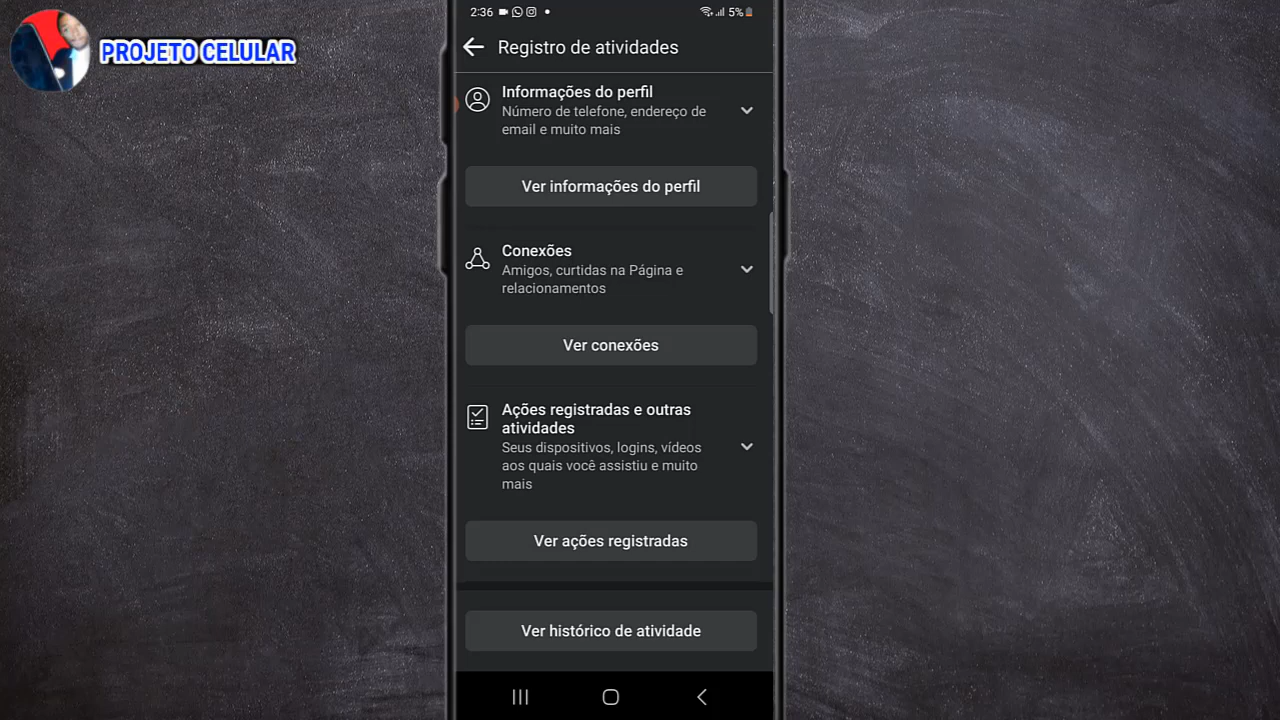 PROJETO CELULAR
2:36
5%
Registro de atividades
Informações do perfil
Número de telefone, endereço de
email e muito mais
Ver informações do perfil
Conexões
Amigos, curtidas na Página e
relacionamentos
Ver conexões
Ações registradas e outras
atividades
Seus dispositivos, logins, vídeos
aos quais você assistiu e muito
mais
Ver ações registradas
Ver histórico de atividade